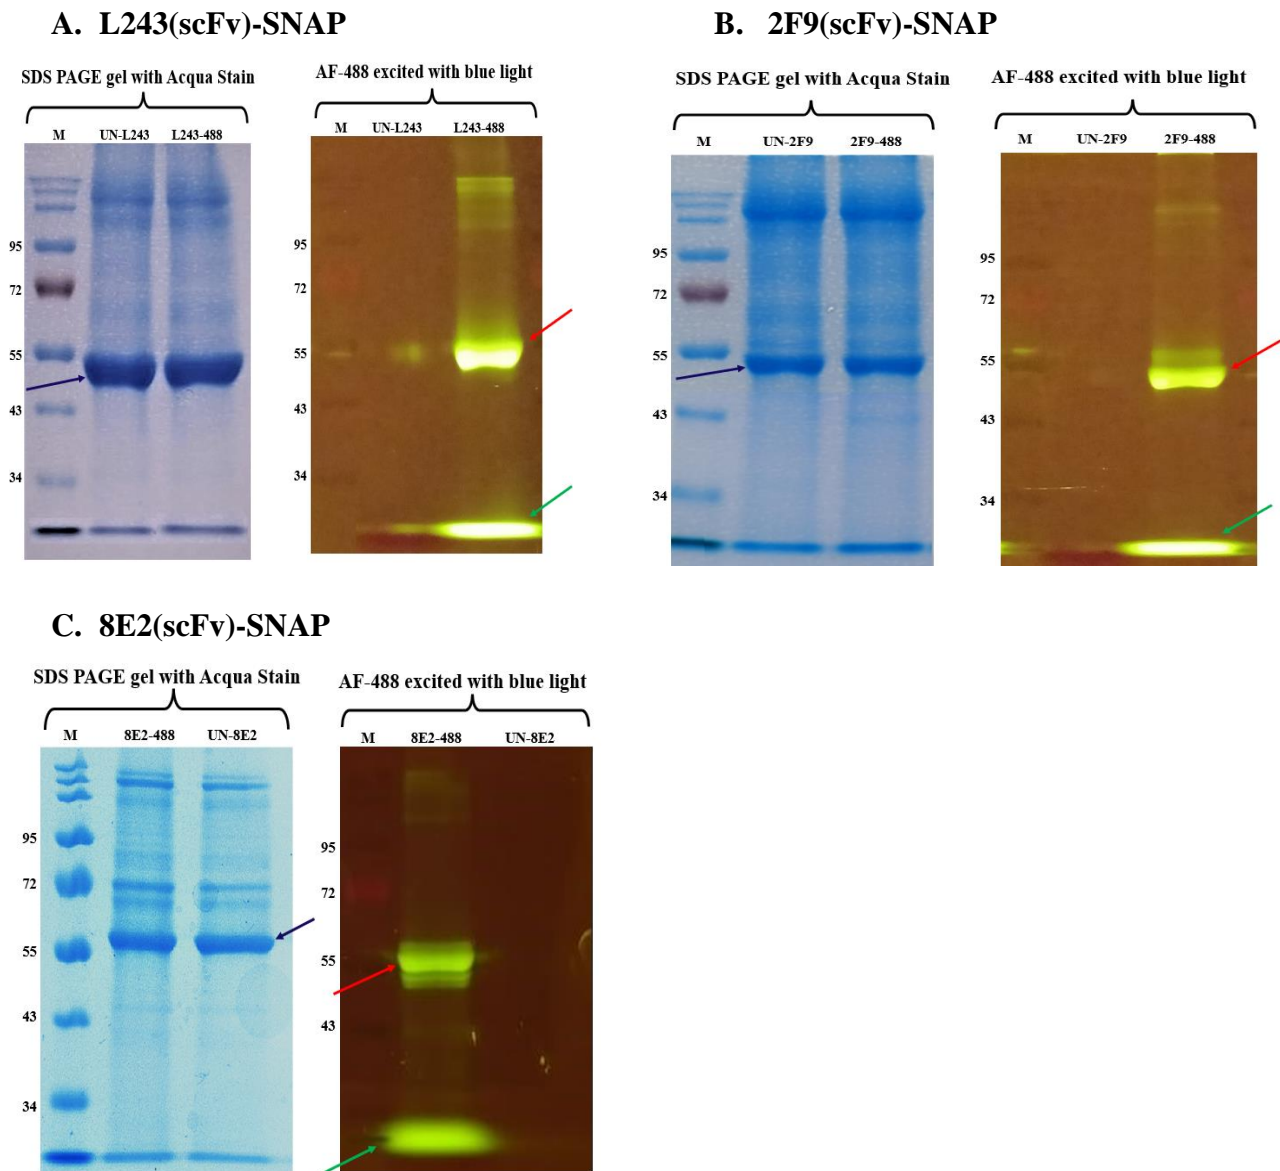 A. L243(scFv)-SNAP
SDS PAGE gel with Acqua Stain
M UN-L243 L243-488
95
72
55
43
34
AF-488 excited with blue light
M UN-L243 L243-488
95
72
55
43
34
B. 2F9(scFv)-SNAP
SDS PAGE gel with Acqua Stain
M UN-2F9 2F9-488
95
72
55
43
34
AF-488 excited with blue light
M UN-2F9 2F9-488
95
72
55
43
34
C. 8E2(scFv)-SNAP
SDS PAGE gel with Acqua Stain
M 8E2-488 UN-8E2
95
72
55
43
34
AF-488 excited with blue light
M 8E2-488 UN-8E2
95
72
55
43